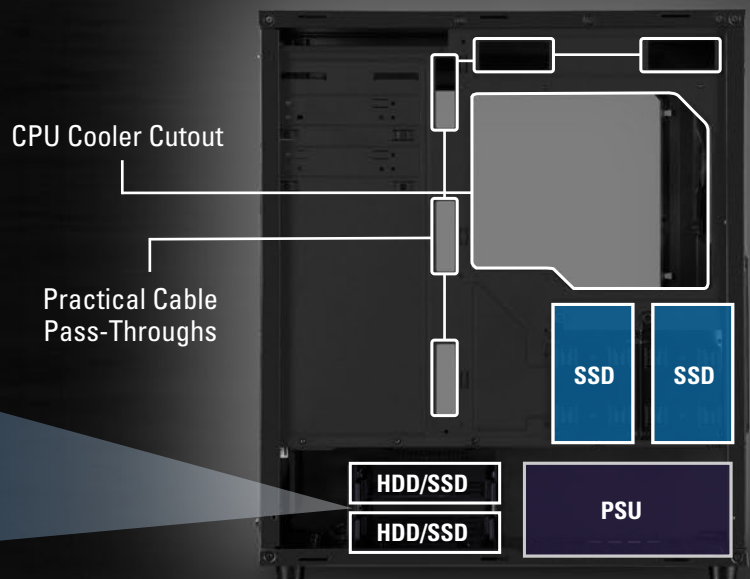 CPU Cooler Cutout
Practical Cable
Pass-Throughs
SSD
SSD
HDD/SSD
HDD/SSD
PSU